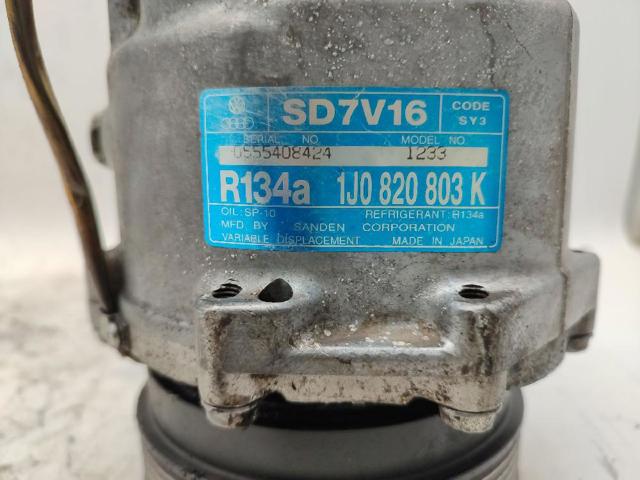 SD7V16 CODE SY3
SERIAL NO. MODEL NO.
0555408424 1233
R134a 1J0 820 803 K
OIL:SP-10 REFRIGERANT:R134a
MFD. BY SANDEN CORPORATION
VARIABLE DISPLACEMENT MADE IN JAPAN